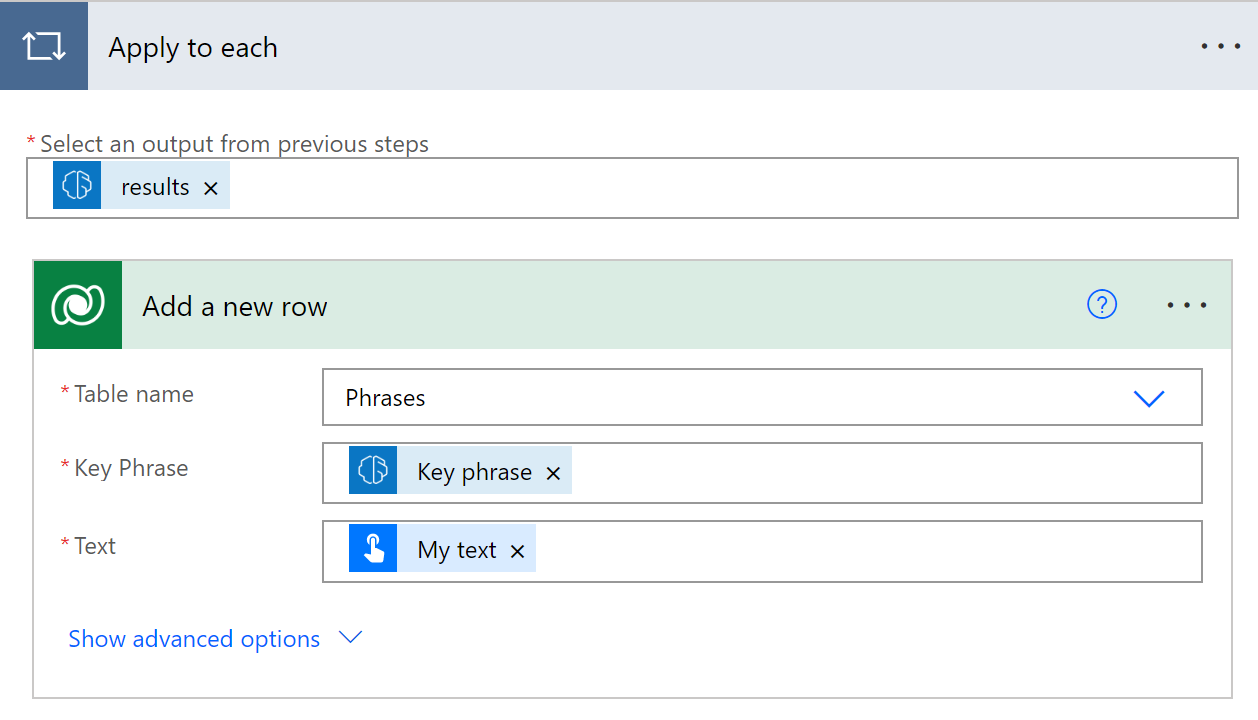 Apply to each
* Select an output from previous steps
results ×
Add a new row
?
* Table name
Phrases
* Key Phrase
Key phrase ×
* Text
My text ×
Show advanced options